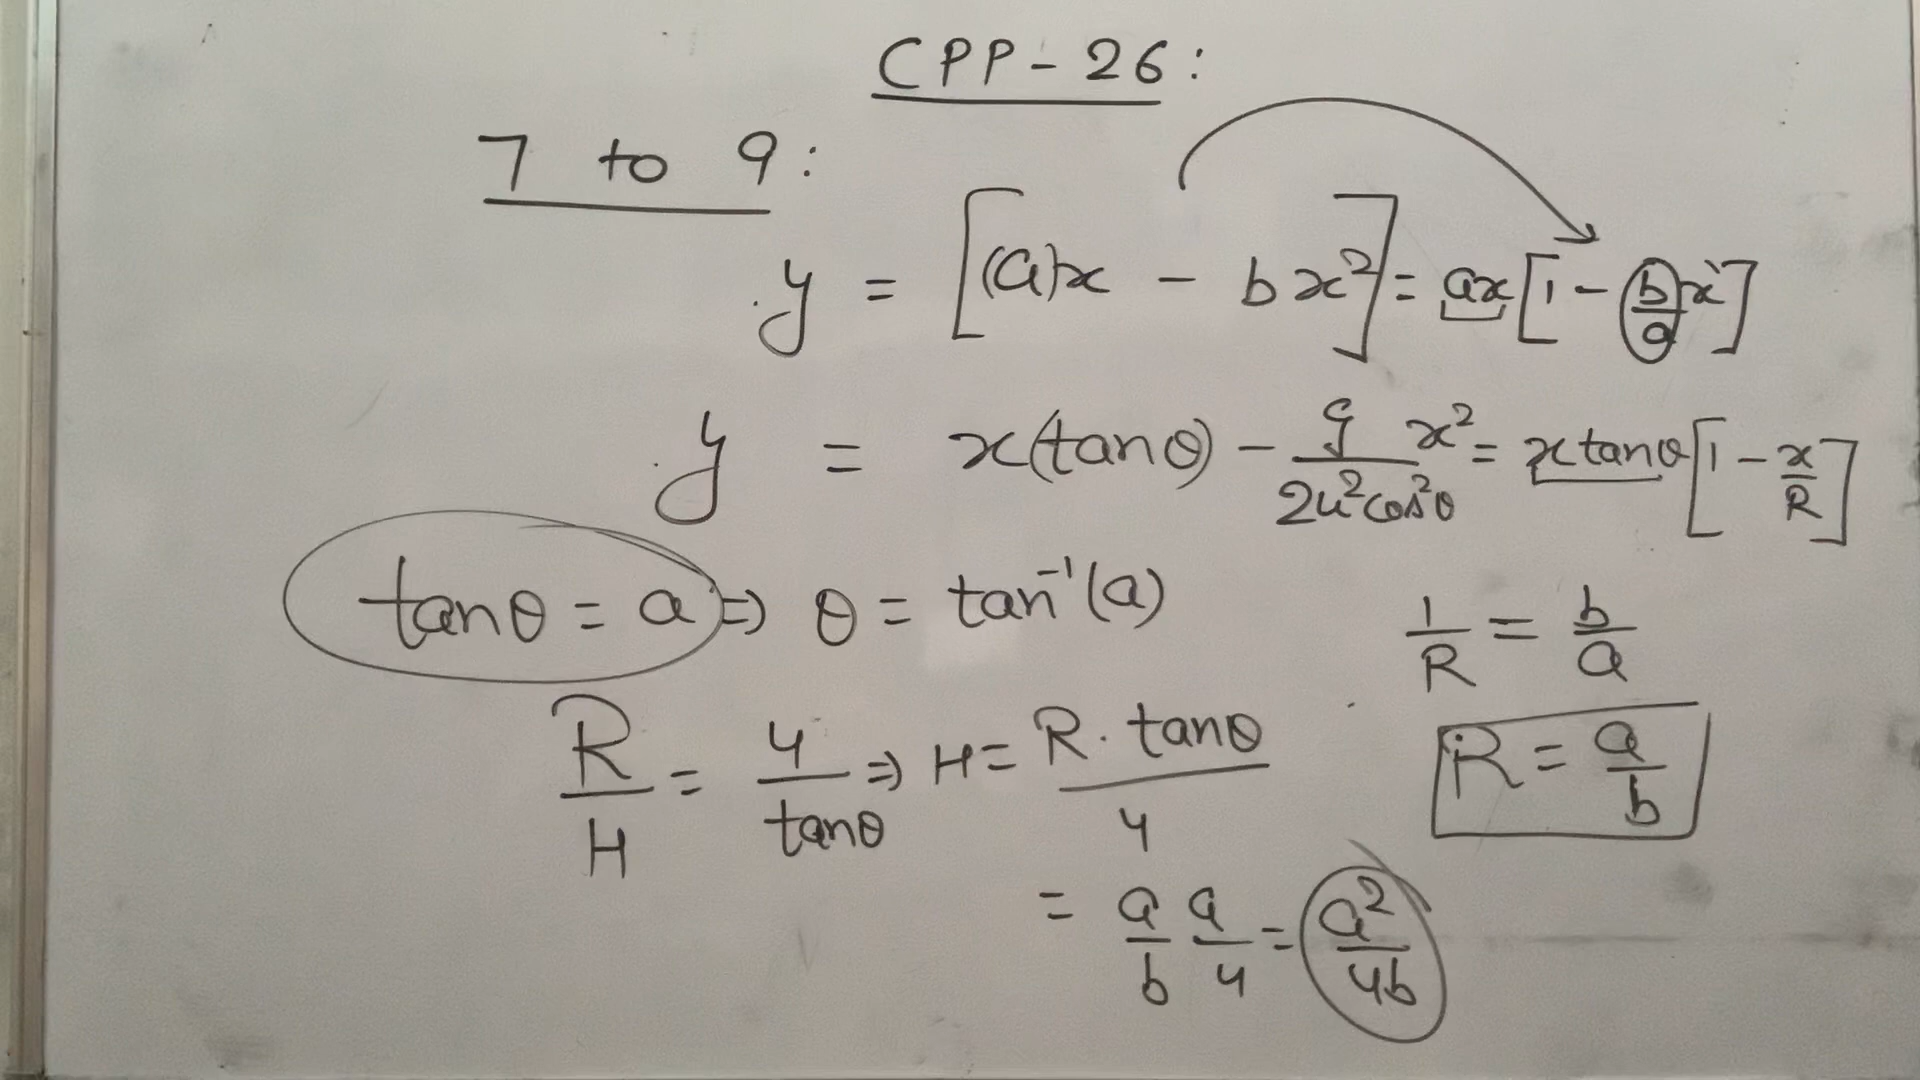 CPP - 26:
7 to 9:
y = [(a)x - bx²] = ax[1 - (b/a)x]
y = x(tanθ) - g/2u²cos²θ x² = x tanθ[1 - x/R]
tanθ = a ⇒ θ = tan⁻¹(a)
1/R = b/a
R/H = 4/tanθ ⇒ H = R. tanθ/4
R = a/b
= a/b a/4 = a²/4b